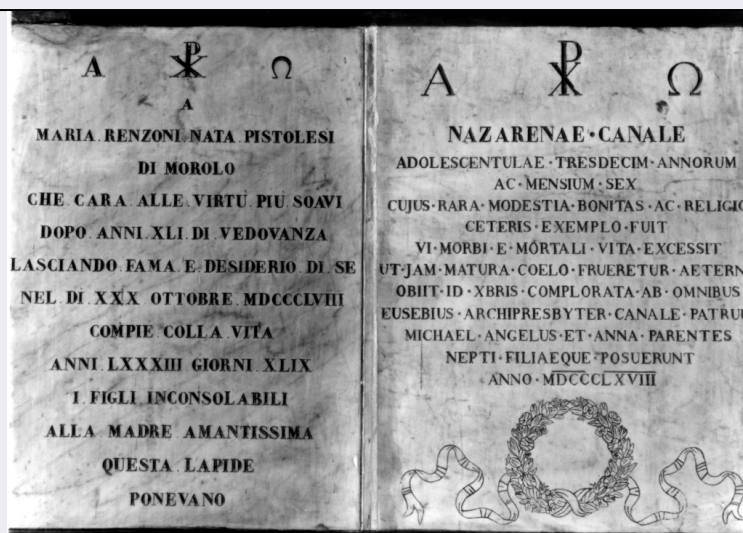 Α ☧ Ω
A
MARIA RENZONI NATA PISTOLESI
DI MOROLO
CHE CARA ALLE VIRTÙ PIU SOAVI
DOPO ANNI XLI DI VEDOVANZA
LASCIANDO FAMA E DESIDERIO DI SE
NEL DI XXX OTTOBRE MDCCCLVIII
COMPIE COLLA VITA
ANNI LXXXIII GIORNI XLIX
I FIGLI INCONSOLABILI
ALLA MADRE AMANTISSIMA
QUESTA LAPIDE
PONEVANO
Α ☧ Ω
NAZARENAE·CANALE
ADOLESCENTULAE·TRESDECIM·ANNORUM
AC·MENSIUM·SEX
CUJUS·RARA·MODESTIA·BONITAS·AC·RELIGIO
CETERIS·EXEMPLO·FUIT
VI·MORBI·E·MORTALI·VITA·EXCESSIT
UT·JAM·MATURA·COELO·FRUERETUR·AETERN
OBIIT·ID·XBRIS·COMPLORATA·AB·OMNIBUS
EUSEBIUS·ARCHIPRESBYTER·CANALE·PATRUU
MICHAEL·ANGELUS·ET·ANNA·PARENTES
NEPTI·FILIAEQUE·POSUERUNT
ANNO·MDCCCLXVIII